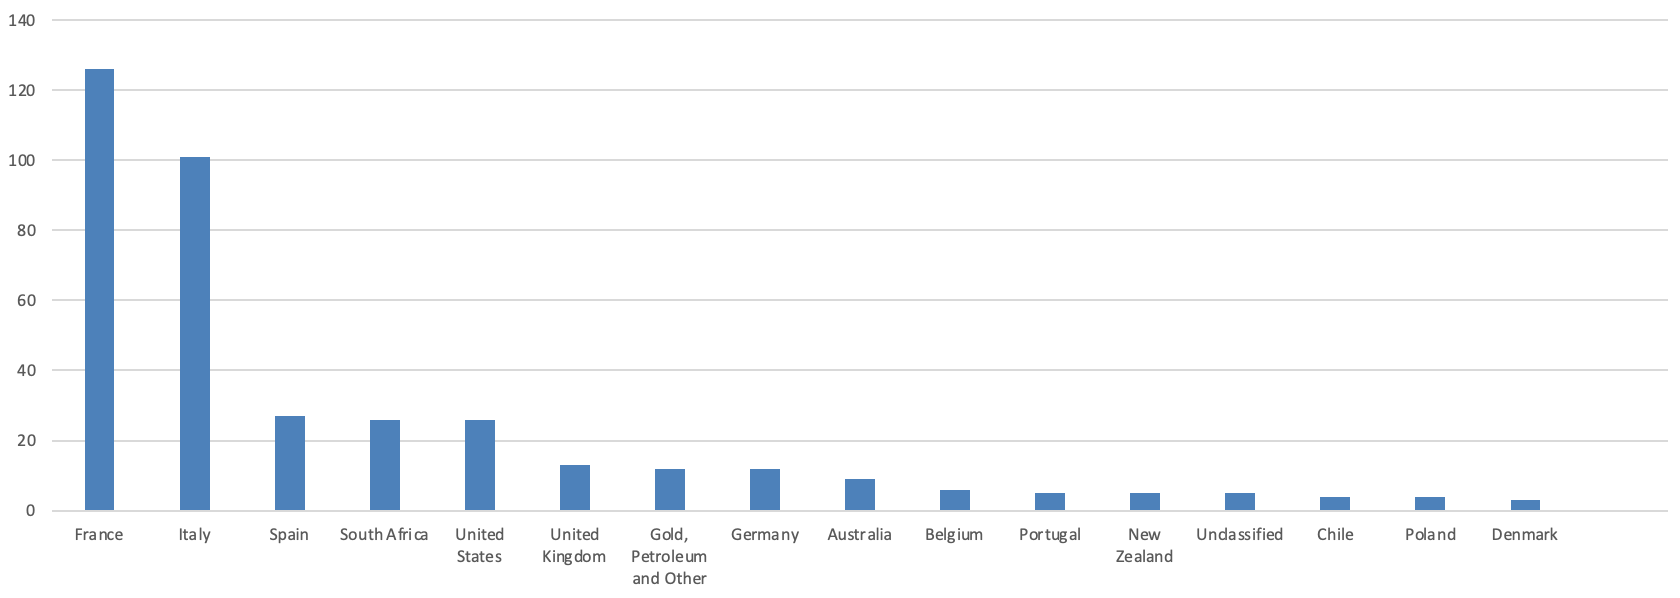 140
120
100
80
60
40
20
0
France
Italy
Spain
South Africa
United
States
United
Kingdom
Gold,
Petroleum
and Other
Germany
Australia
Belgium
Portugal
New
Zealand
Unclassified
Chile
Poland
Denmark